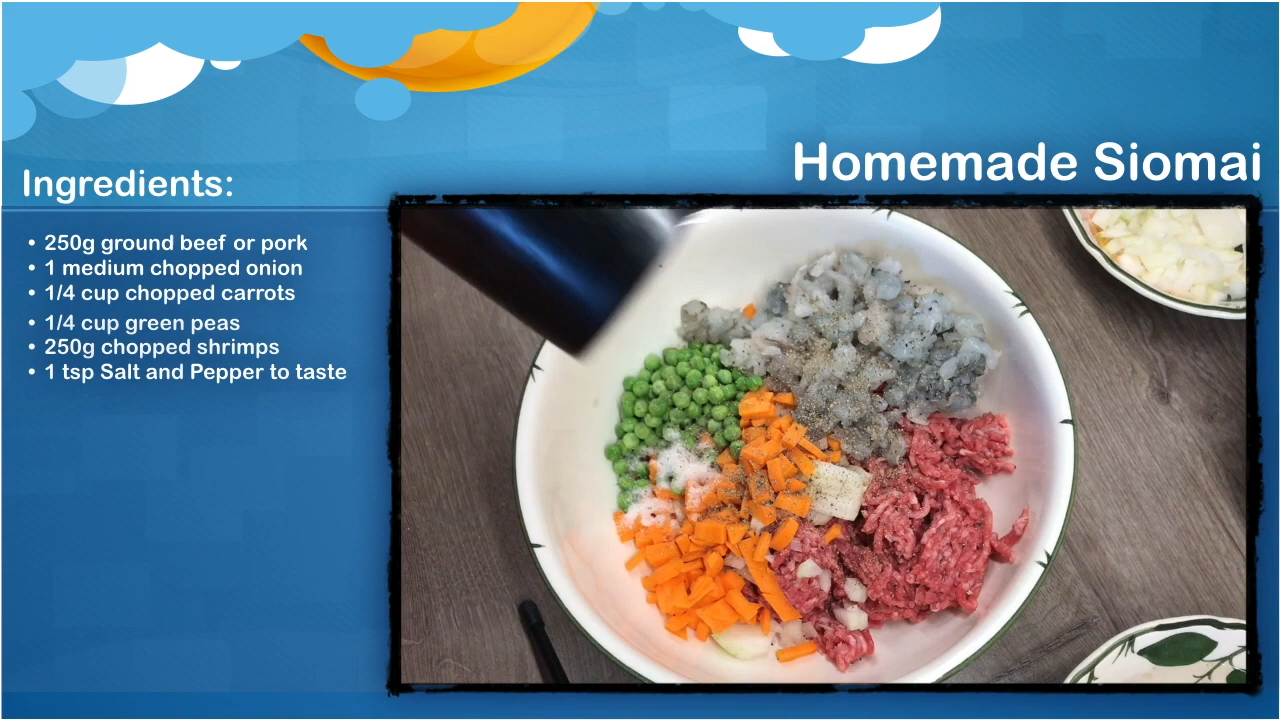 Homemade Siomai
Ingredients:
• 250g ground beef or pork
• 1 medium chopped onion
• 1/4 cup chopped carrots
• 1/4 cup green peas
• 250g chopped shrimps
• 1 tsp Salt and Pepper to taste